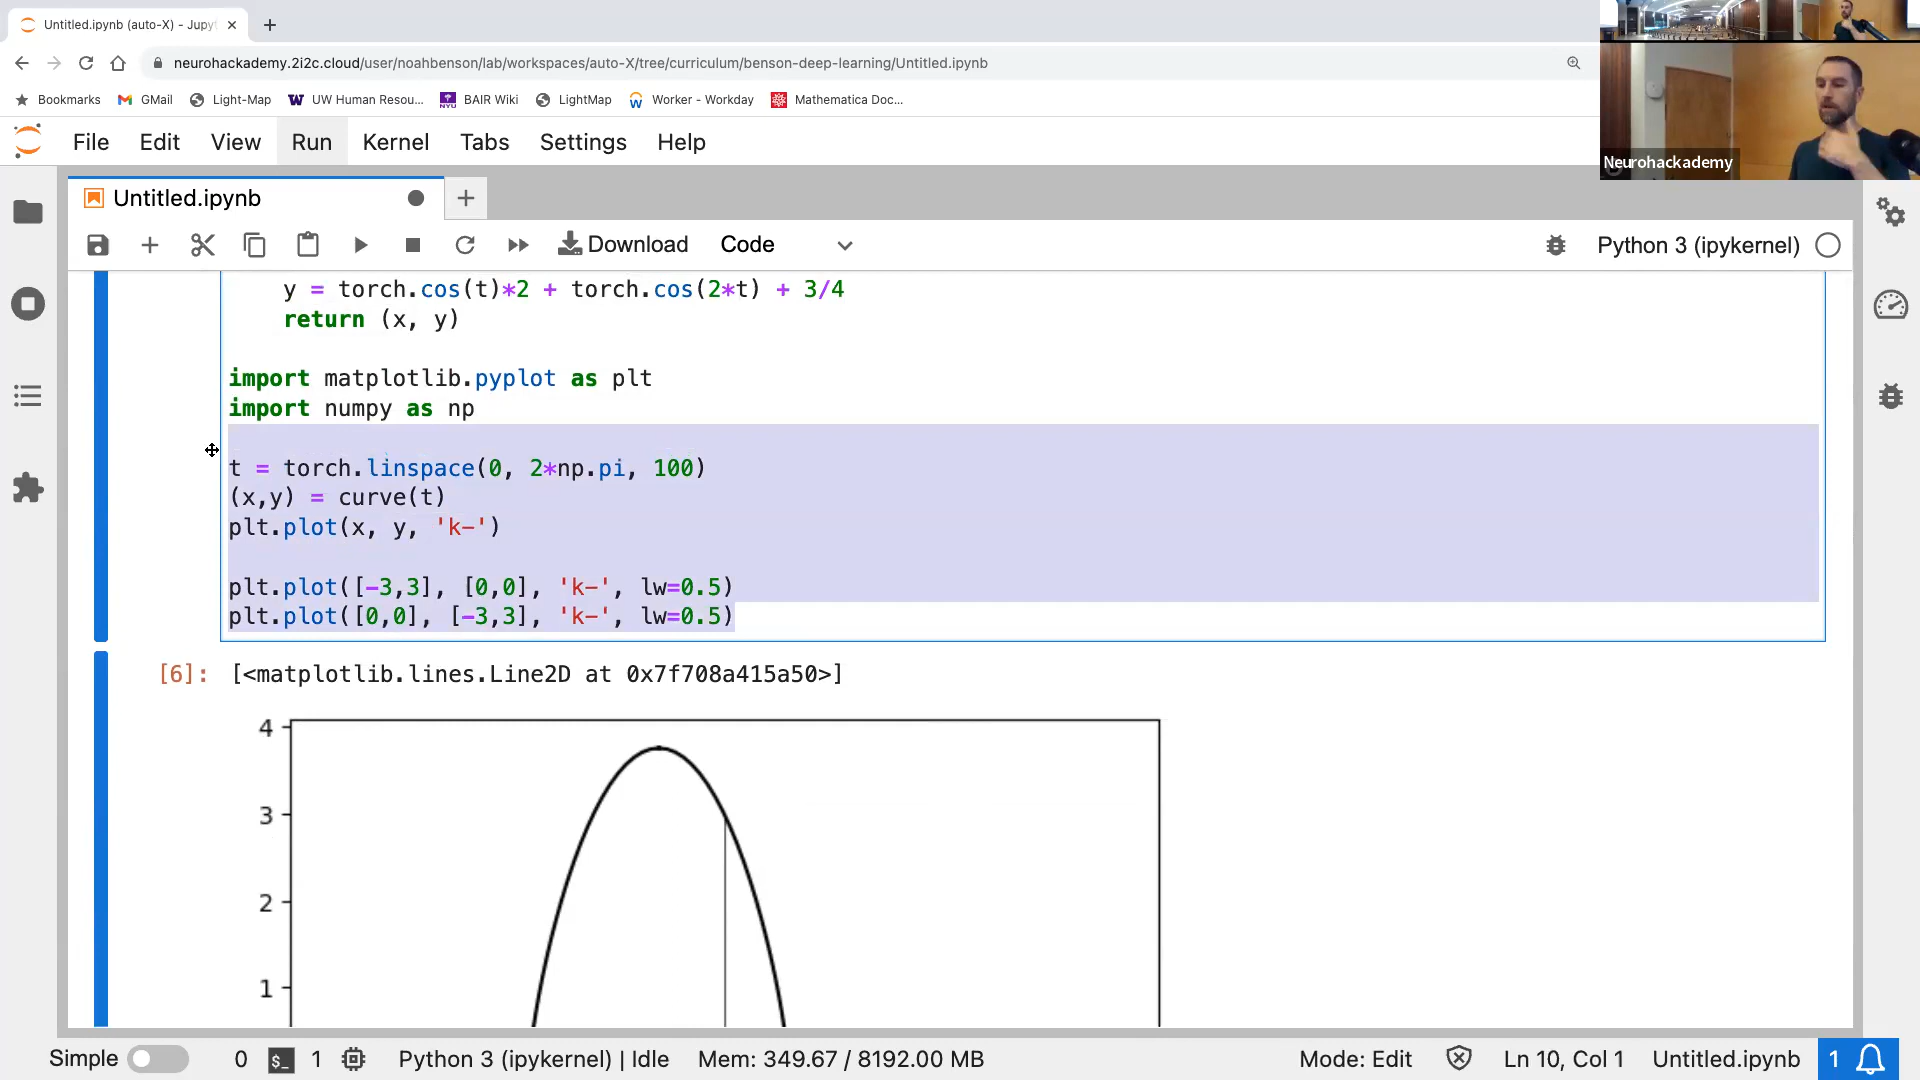 Untitled.ipynb (auto-X) - Jupyt
neurohackademy.2i2c.cloud/user/noahbenson/lab/workspaces/auto-X/tree/curriculum/benson-deep-learning/Untitled.ipynb
Bookmarks GMail Light-Map UW Human Resou... BAIR Wiki LightMap Worker - Workday Mathematica Doc...
Neurohackademy
File Edit View Run Kernel Tabs Settings Help
Untitled.ipynb
Download Code Python 3 (ipykernel)
y = torch.cos(t)*2 + torch.cos(2*t) + 3/4
return (x, y)
import matplotlib.pyplot as plt
import numpy as np
t = torch.linspace(0, 2*np.pi, 100)
(x,y) = curve(t)
plt.plot(x, y, 'k-')
plt.plot([-3,3], [0,0], 'k-', lw=0.5)
plt.plot([0,0], [-3,3], 'k-', lw=0.5)
[6]: [<matplotlib.lines.Line2D at 0x7f708a415a50>]
4
3
2
1
Simple 0 $_ 1 Python 3 (ipykernel) | Idle Mem: 349.67 / 8192.00 MB Mode: Edit Ln 10, Col 1 Untitled.ipynb 1